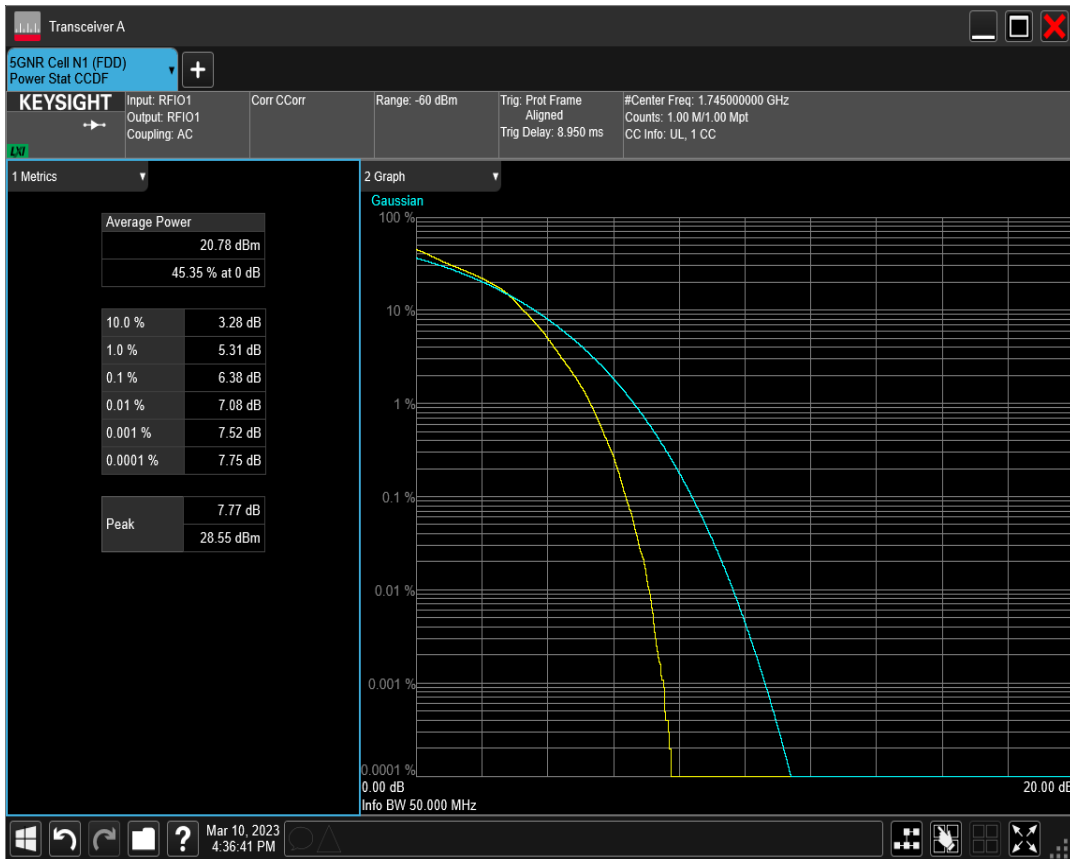 Transceiver A
5GNR Cell N1 (FDD)
Power Stat CCDF
+
KEYSIGHT
LXI
Input: RFIO1
Output: RFIO1
Coupling: AC
Corr CCorr
Range: -60 dBm
Trig: Prot Frame
Aligned
Trig Delay: 8.950 ms
#Center Freq: 1.745000000 GHz
Counts: 1.00 M/1.00 Mpt
CC Info: UL, 1 CC
1 Metrics
Average Power
20.78 dBm
45.35 % at 0 dB
10.0 % 3.28 dB
1.0 % 5.31 dB
0.1 % 6.38 dB
0.01 % 7.08 dB
0.001 % 7.52 dB
0.0001 % 7.75 dB
Peak
7.77 dB
28.55 dBm
2 Graph
Gaussian
100 %
10 %
1 %
0.1 %
0.01 %
0.001 %
0.0001 %
0.00 dB 20.00 dB
Info BW 50.000 MHz
?
Mar 10, 2023
4:36:41 PM